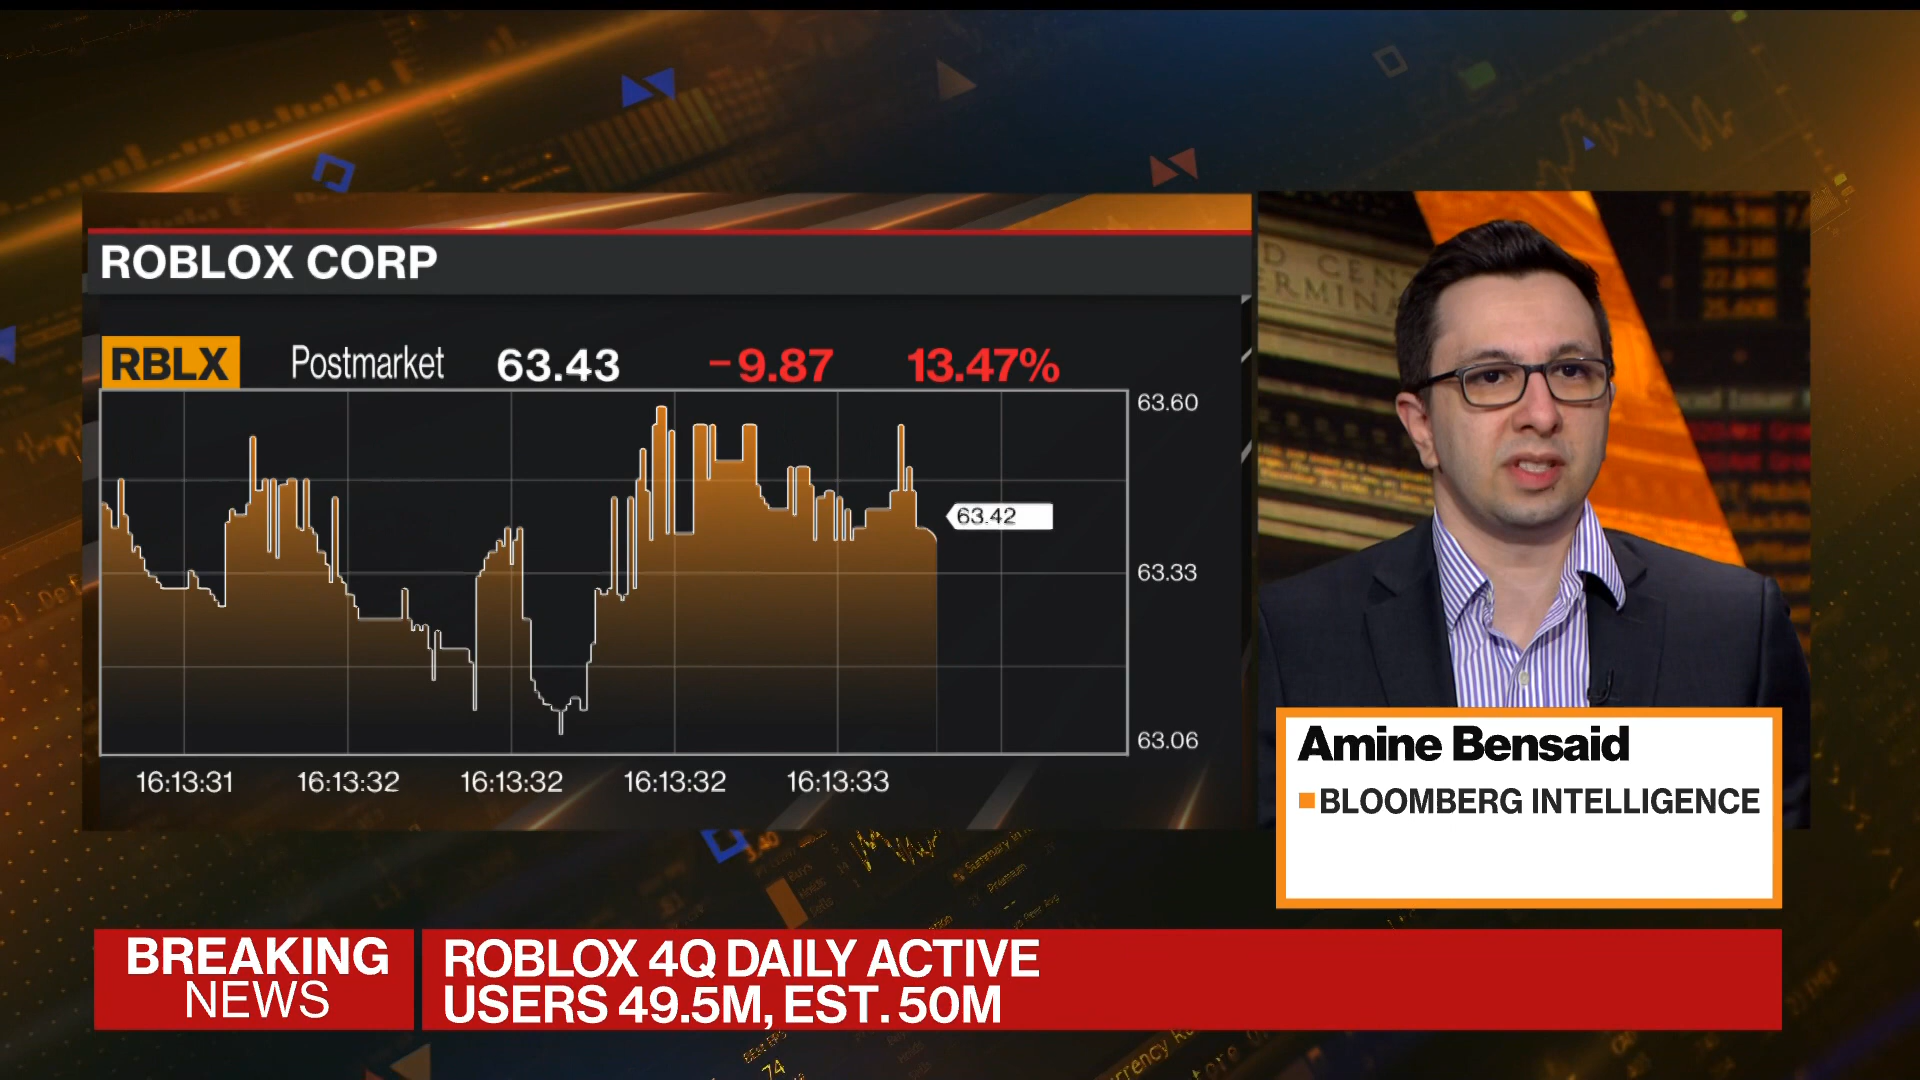 ROBLOX CORP
RBLX Postmarket 63.43 −9.87 13.47%
63.60
63.42
63.33
63.06
16:13:31 16:13:32 16:13:32 16:13:32 16:13:33
Amine Bensaid
BLOOMBERG INTELLIGENCE
BREAKING
NEWS
ROBLOX 4Q DAILY ACTIVE
USERS 49.5M, EST. 50M